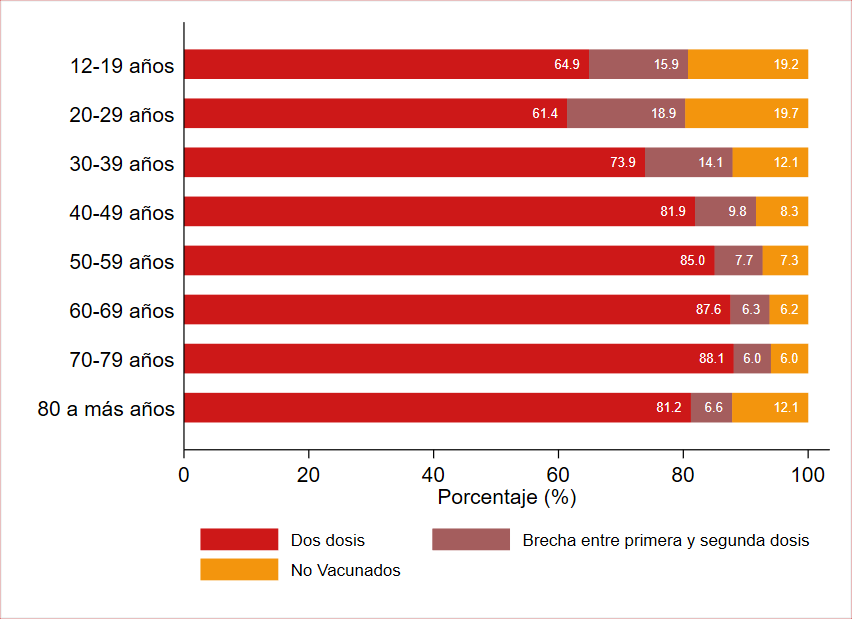 12-19 años 64.9 15.9 19.2
20-29 años 61.4 18.9 19.7
30-39 años 73.9 14.1 12.1
40-49 años 81.9 9.8 8.3
50-59 años 85.0 7.7 7.3
60-69 años 87.6 6.3 6.2
70-79 años 88.1 6.0 6.0
80 a más años 81.2 6.6 12.1
0 20 40 60 80 100
Porcentaje (%)
Dos dosis Brecha entre primera y segunda dosis
No Vacunados